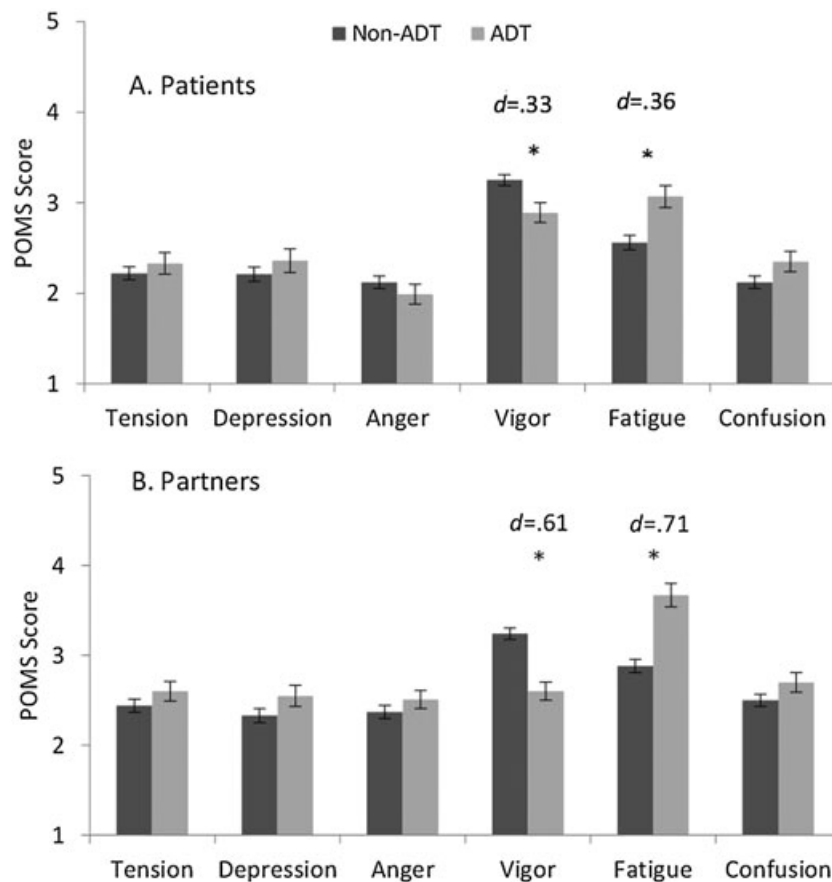 Non-ADT ADT
A. Patients
POMS Score
5
4
3
2
1
d=.33 d=.36
* *
Tension Depression Anger Vigor Fatigue Confusion
B. Partners
POMS Score
5
4
3
2
1
d=.61 d=.71
* *
Tension Depression Anger Vigor Fatigue Confusion